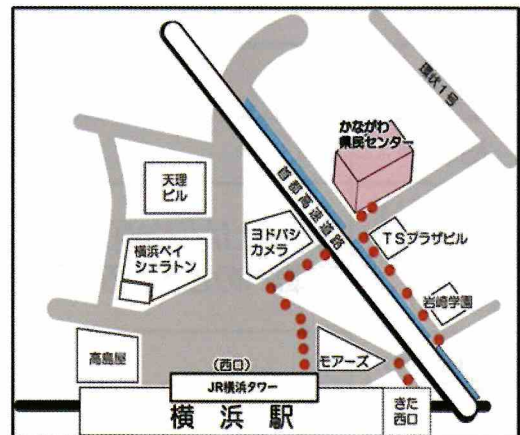 環状1号
かながわ
県民センター
首都高速道路
天理
ビル
ヨドバシ
カメラ
TSプラザビル
横浜ベイ
シェラトン
岩崎学園
高島屋
(西口)
モアーズ
JR横浜タワー
横浜駅
きた
西口